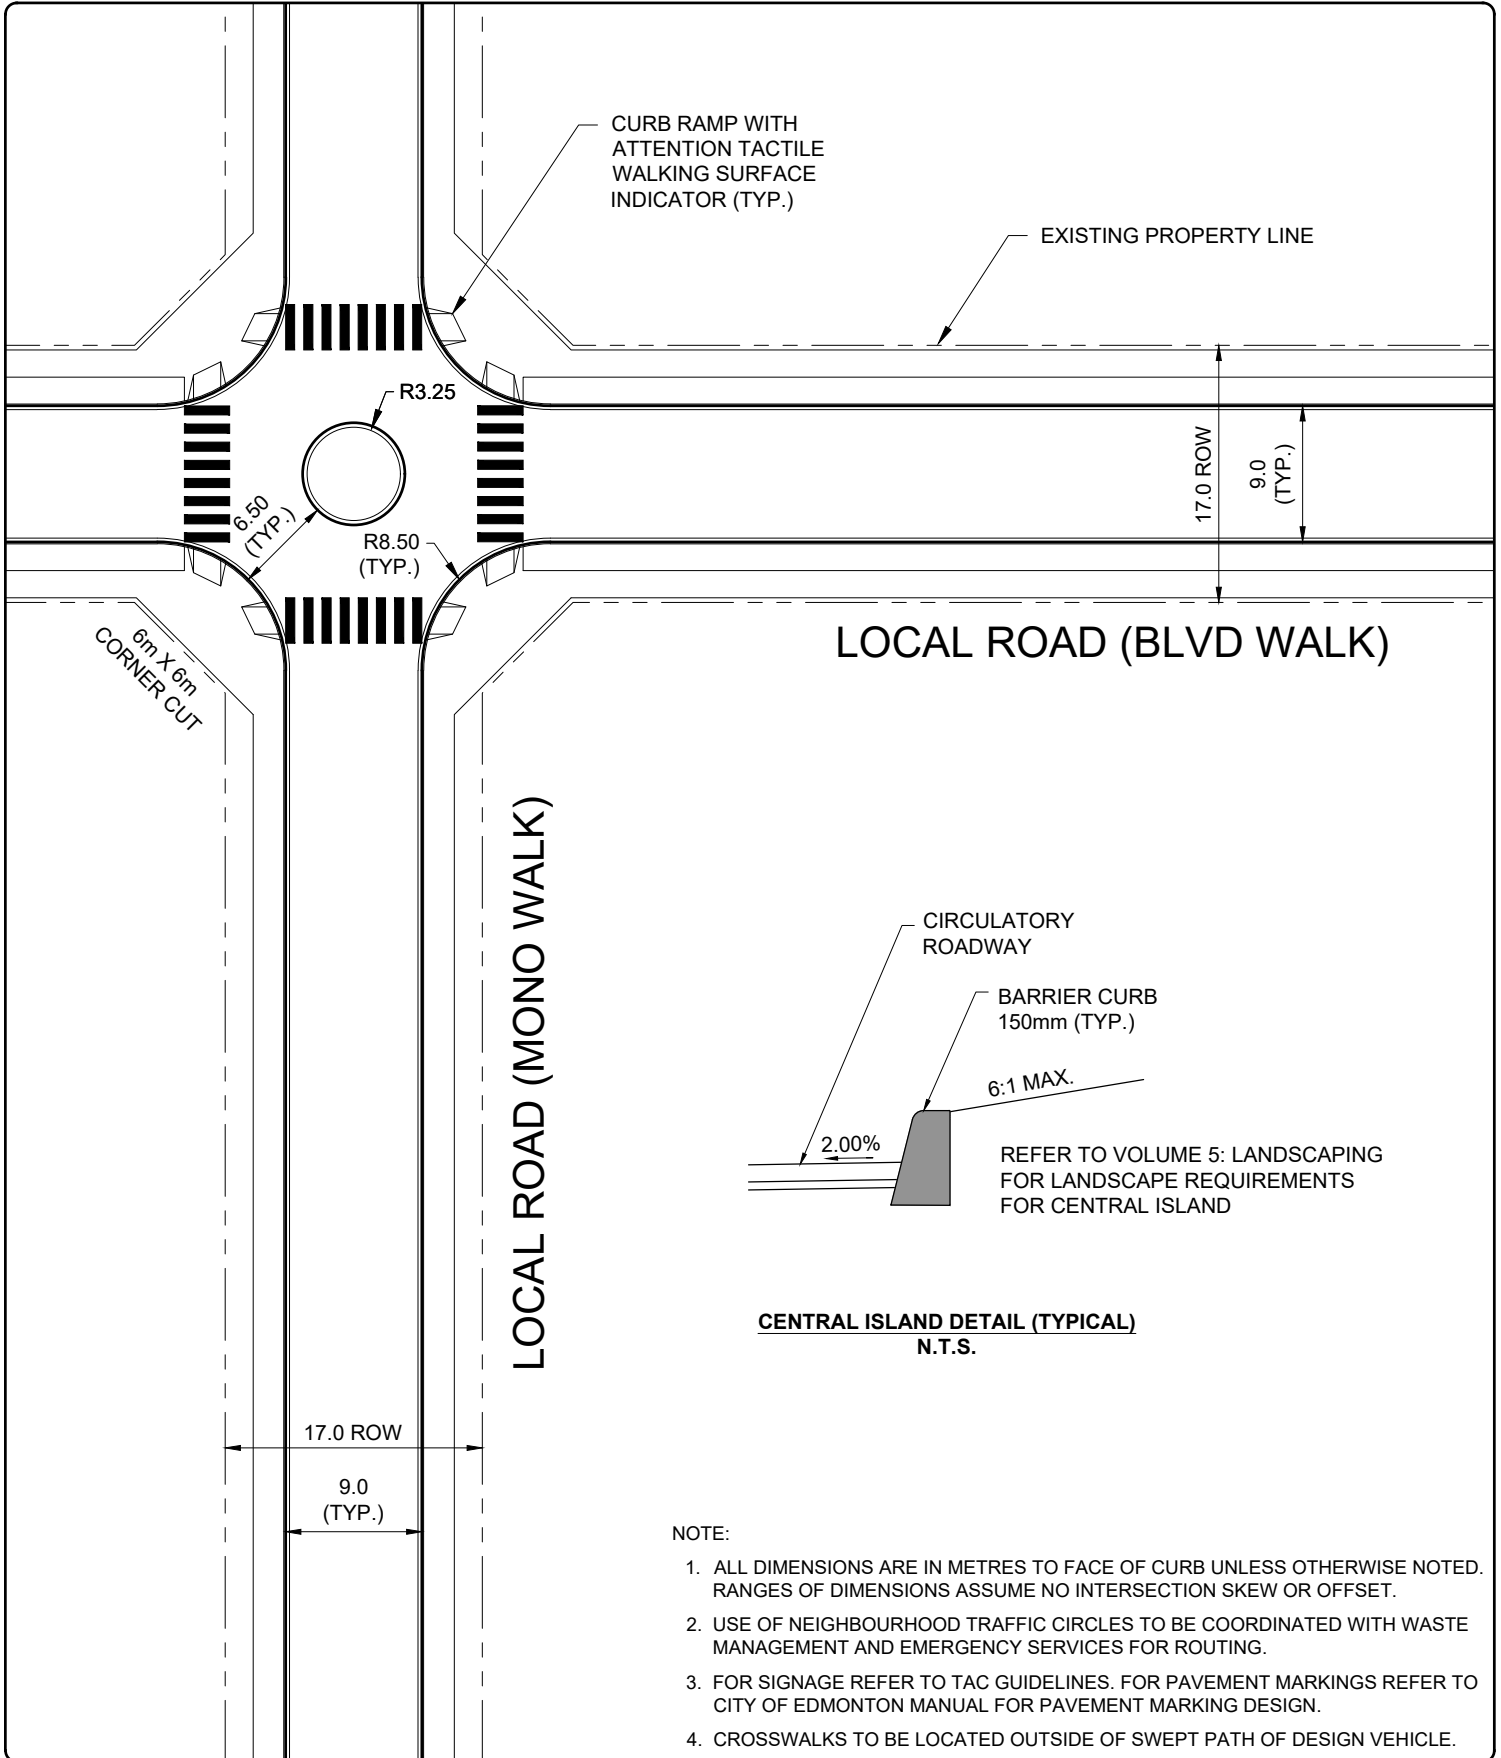 CURB RAMP WITH
ATTENTION TACTILE
WALKING SURFACE
INDICATOR (TYP.)
EXISTING PROPERTY LINE
R3.25
17.0 ROW
9.0
(TYP.)
6.50
(TYP.)
R8.50
(TYP.)
6m X 6m
CORNER CUT
LOCAL ROAD (BLVD WALK)
LOCAL ROAD (MONO WALK)
CIRCULATORY
ROADWAY
BARRIER CURB
150mm (TYP.)
6:1 MAX.
2.00%
REFER TO VOLUME 5: LANDSCAPING
FOR LANDSCAPE REQUIREMENTS
FOR CENTRAL ISLAND
CENTRAL ISLAND DETAIL (TYPICAL)
N.T.S.
17.0 ROW
9.0
(TYP.)
NOTE:
1. ALL DIMENSIONS ARE IN METRES TO FACE OF CURB UNLESS OTHERWISE NOTED.
RANGES OF DIMENSIONS ASSUME NO INTERSECTION SKEW OR OFFSET.
2. USE OF NEIGHBOURHOOD TRAFFIC CIRCLES TO BE COORDINATED WITH WASTE
MANAGEMENT AND EMERGENCY SERVICES FOR ROUTING.
3. FOR SIGNAGE REFER TO TAC GUIDELINES. FOR PAVEMENT MARKINGS REFER TO
CITY OF EDMONTON MANUAL FOR PAVEMENT MARKING DESIGN.
4. CROSSWALKS TO BE LOCATED OUTSIDE OF SWEPT PATH OF DESIGN VEHICLE.